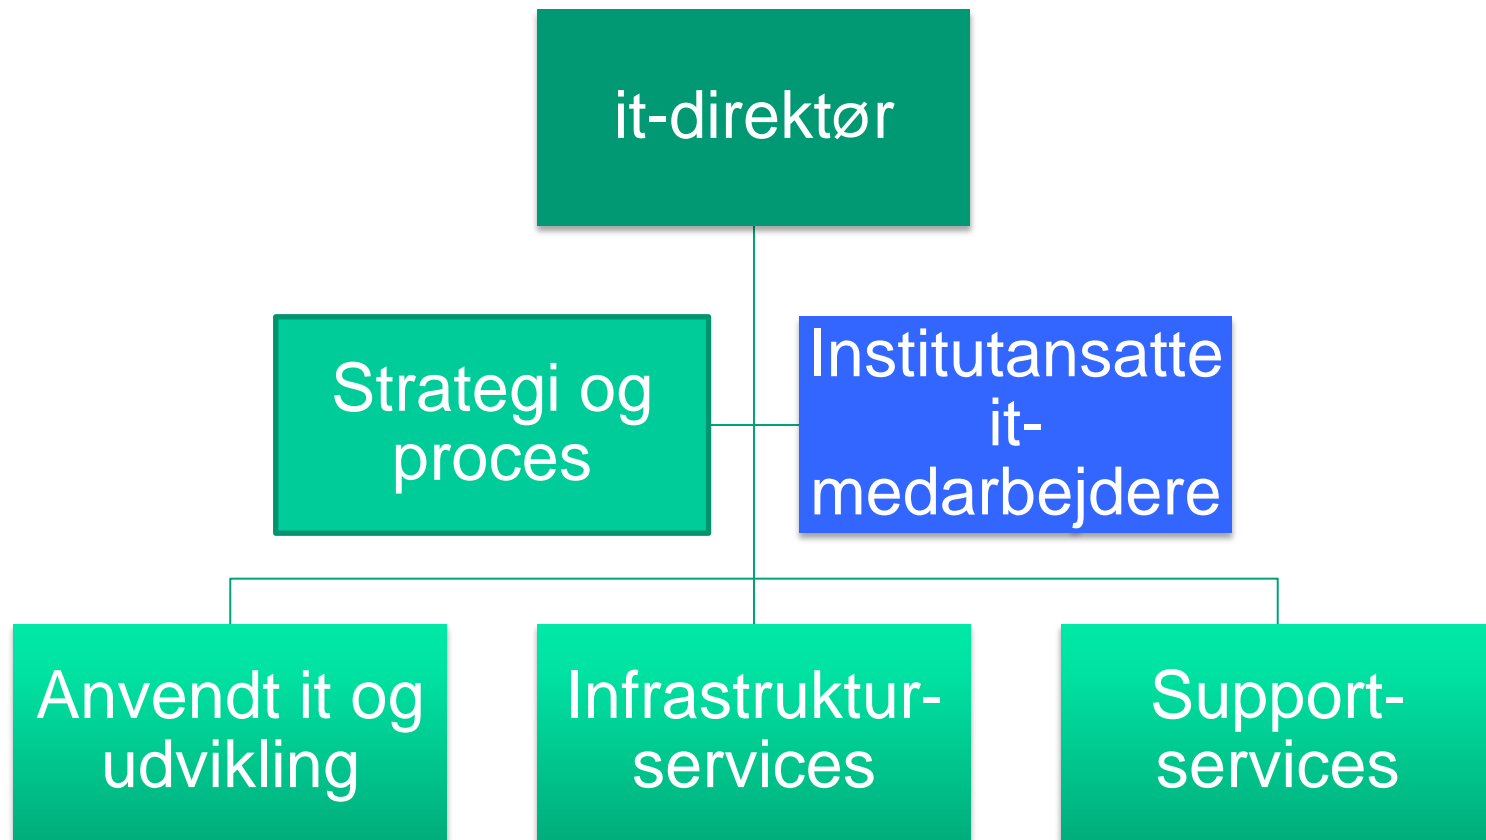 it-direktør
Strategi og
proces
Institutansatte
it-
medarbejdere
Anvendt it og
udvikling
Infrastruktur-
services
Support-
services